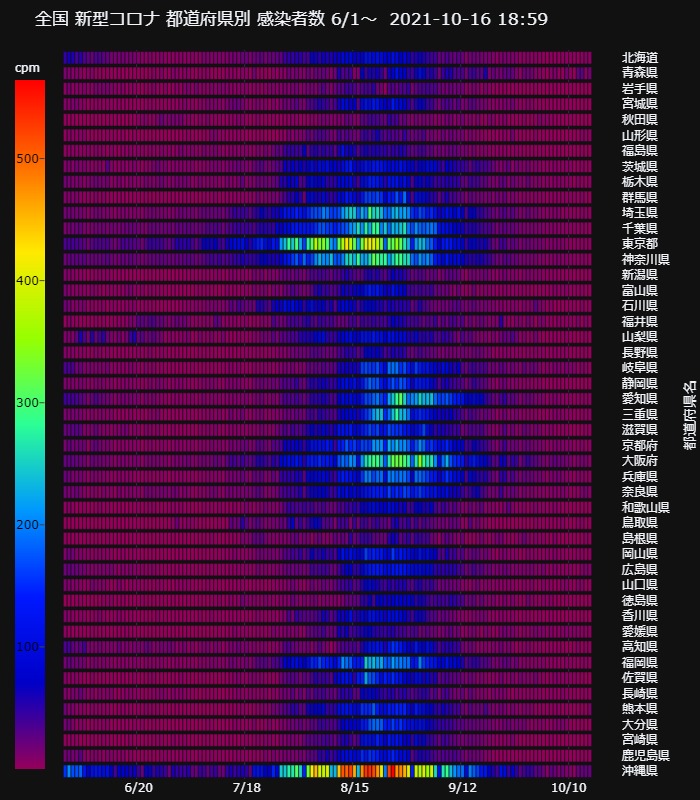 全国 新型コロナ 都道府県別 感染者数 6/1～ 2021-10-16 18:59
cpm
500
400
300
200
100
北海道
青森県
岩手県
宮城県
秋田県
山形県
福島県
茨城県
栃木県
群馬県
埼玉県
千葉県
東京都
神奈川県
新潟県
富山県
石川県
福井県
山梨県
長野県
岐阜県
静岡県
愛知県
三重県
滋賀県
京都府
大阪府
兵庫県
奈良県
和歌山県
鳥取県
島根県
岡山県
広島県
山口県
徳島県
香川県
愛媛県
高知県
福岡県
佐賀県
長崎県
熊本県
大分県
宮崎県
鹿児島県
沖縄県
都道府県名
6/20 7/18 8/15 9/12 10/10